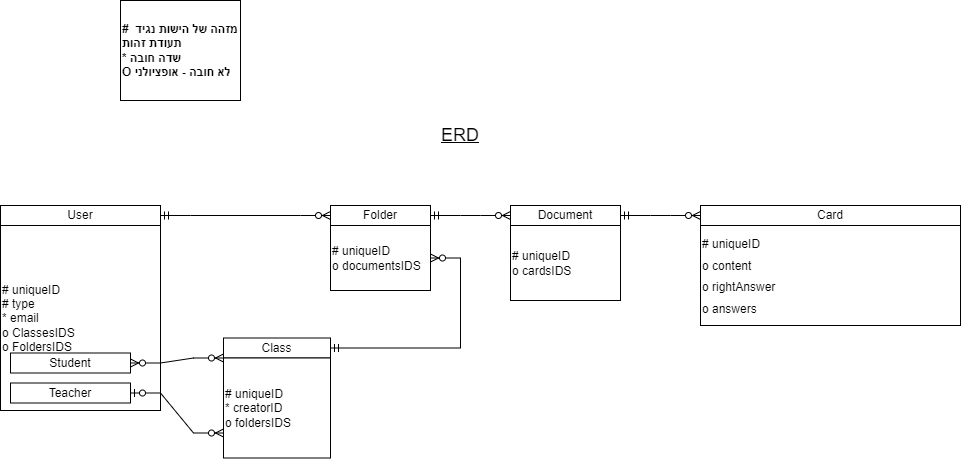 # מזהה של הישות נגיד
תעודת זהות
* שדה חובה
O לא חובה - אופציולני
ERD
User
# uniqueID
# type
* email
o ClassesIDS
o FoldersIDS
Student
Teacher
Folder
# uniqueID
o documentsIDS
Document
# uniqueID
o cardsIDS
Card
# uniqueID
o content
o rightAnswer
o answers
Class
# uniqueID
* creatorID
o foldersIDS